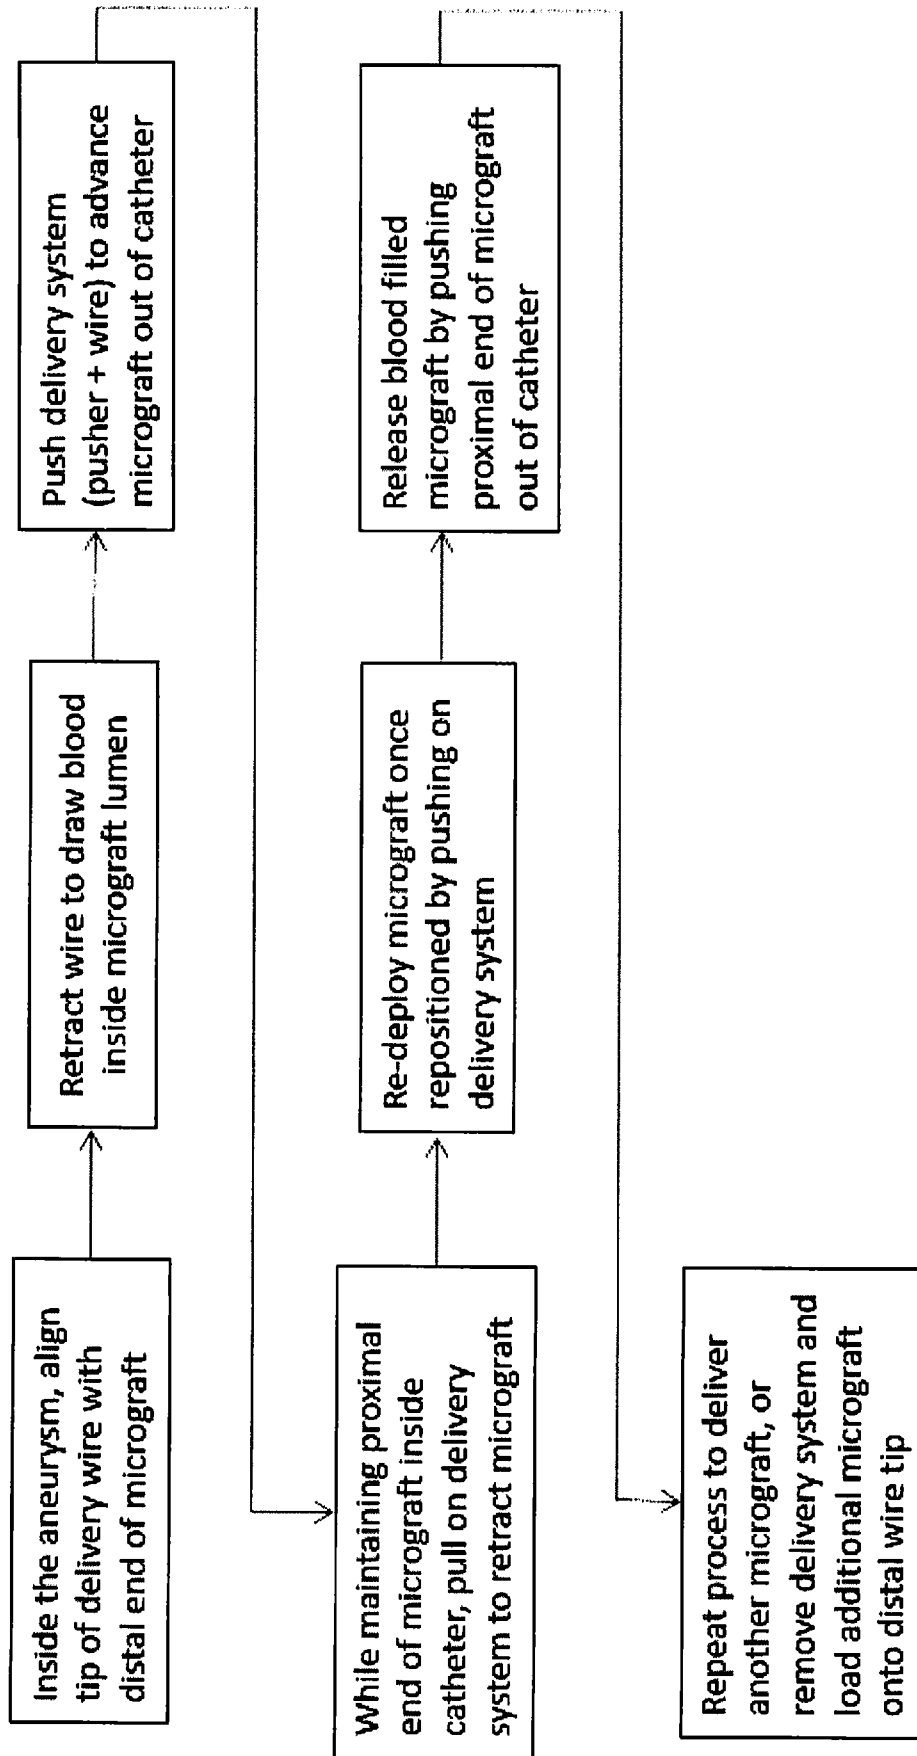 Inside the aneurysm, align
tip of delivery wire with
distal end of micrograft
Retract wire to draw blood
inside micrograft lumen
Push delivery system
(pusher + wire) to advance
micrograft out of catheter
While maintaining proximal
end of micrograft inside
catheter, pull on delivery
system to retract micrograft
Re-deploy micrograft once
repositioned by pushing on
delivery system
Release blood filled
micrograft by pushing
proximal end of micrograft
out of catheter
Repeat process to deliver
another micrograft, or
remove delivery system and
load additional micrograft
onto distal wire tip